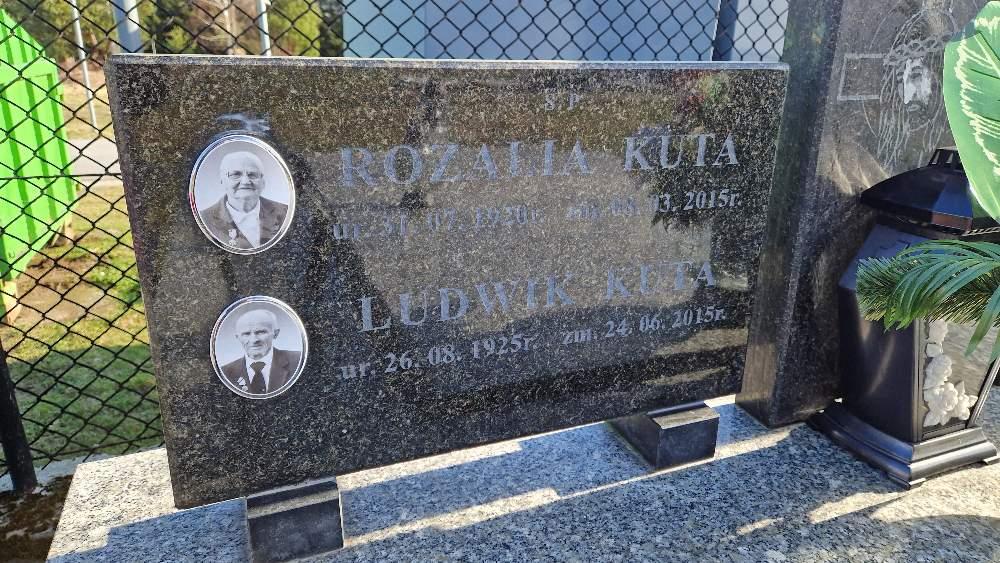 Ś.P.
ROZALIA KUTA
ur. 31. 07. 1920r. zm. 03. 2015r.
LUDWIK KUTA
ur. 26. 08. 1925r. zm. 24. 06. 2015r.